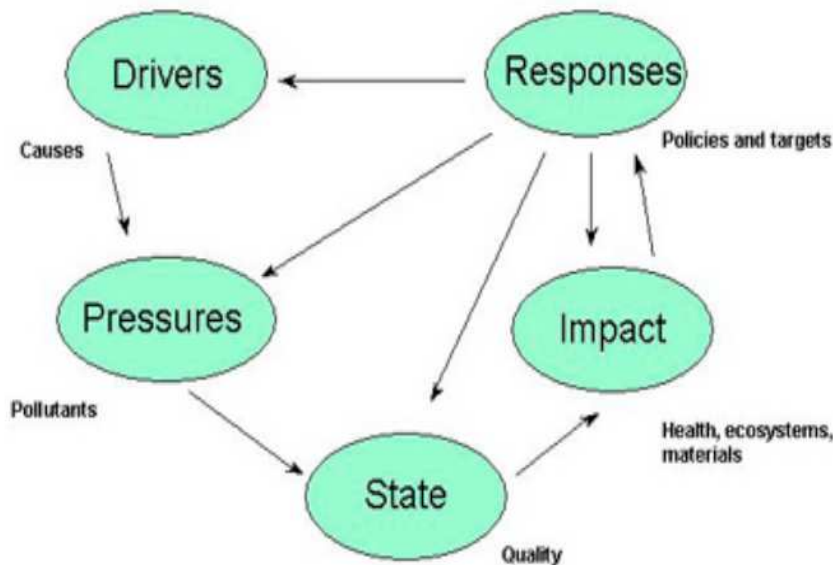 Drivers
Responses
Causes
Policies and targets
Pressures
Impact
Pollutants
Health, ecosystems,
materials
State
Quality